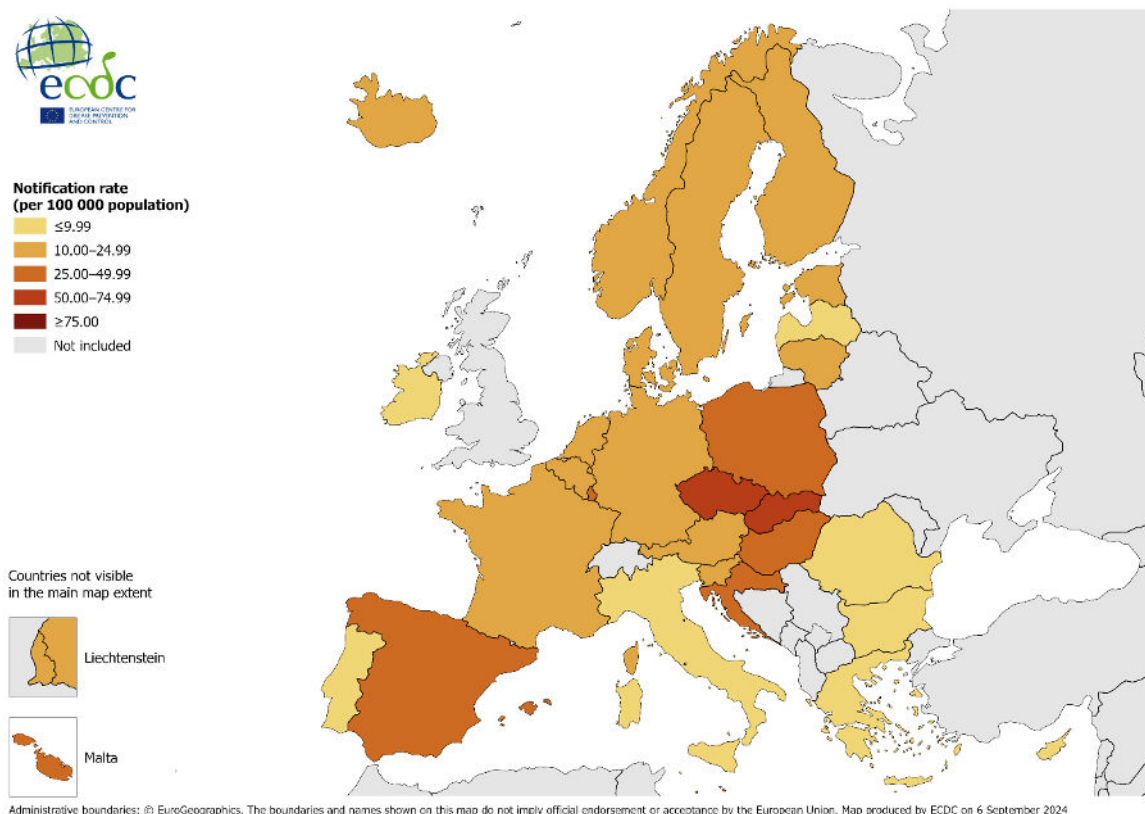 ecdc
EUROPEAN CENTRE FOR
DISEASE PREVENTION
AND CONTROL
Notification rate
(per 100 000 population)
≤9.99
10.00–24.99
25.00–49.99
50.00–74.99
≥75.00
Not included
Countries not visible
in the main map extent
Liechtenstein
Malta
Administrative boundaries: © EuroGeographics. The boundaries and names shown on this map do not imply official endorsement or acceptance by the European Union. Map produced by ECDC on 6 September 2024